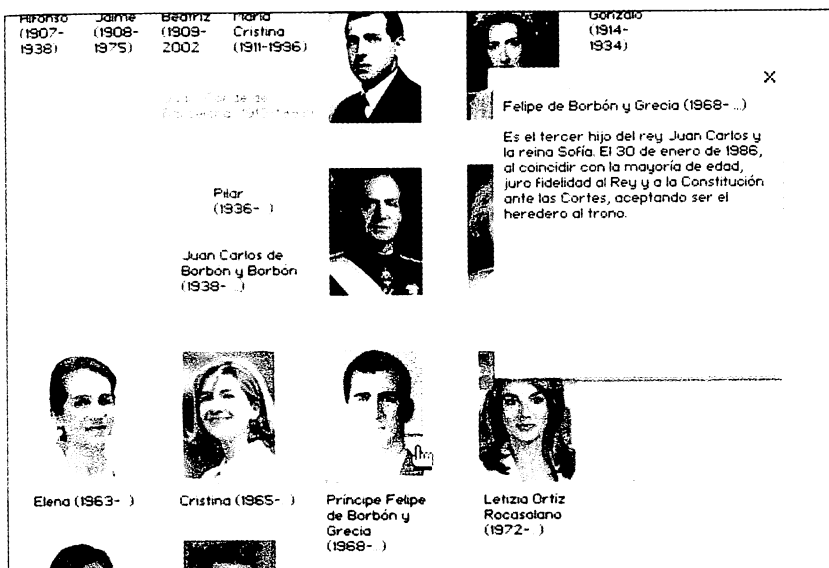 Alfonso
(1907-
1938)
Jaime
(1908-
1975)
Beatriz
(1909-
2002
María
Cristina
(1911-1996)
Gonzalo
(1914-
1934)
X
Felipe de Borbón y Grecia (1968- ...)
Es el tercer hijo del rey Juan Carlos y
la reina Sofía. El 30 de enero de 1986,
al coincidir con la mayoría de edad,
juro fidelidad al Rey y a la Constitución
ante las Cortes, aceptando ser el
heredero al trono.
Pilar
(1936- )
Juan Carlos de
Borbón y Borbón
(1938- ...)
Elena (1963- )
Cristina (1965- )
Príncipe Felipe
de Borbón y
Grecia
(1968- ..)
Letizia Ortiz
Rocasolano
(1972- )